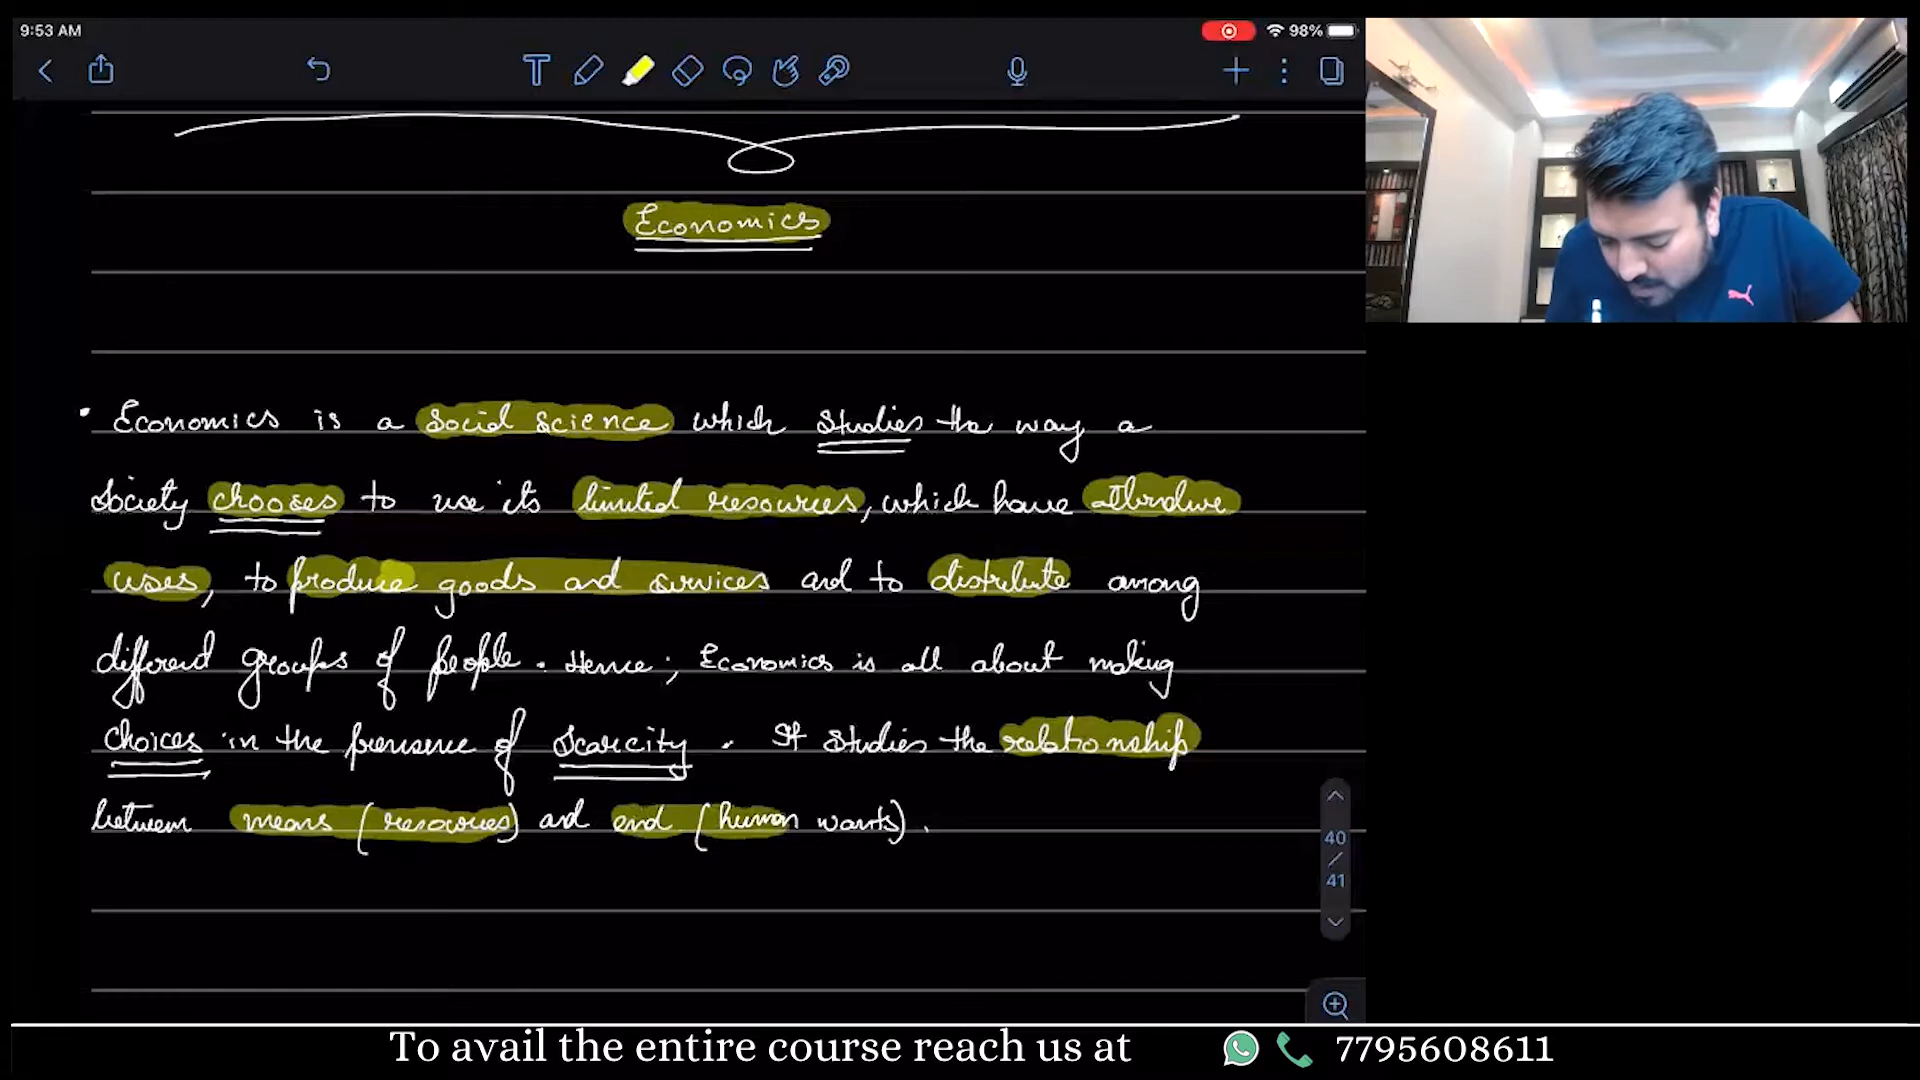 9:53 AM
98%
Economics
• Economics is a social science which studies the way a
society chooses to use its limited resources, which have alternative
uses, to produce goods and services and to distribute among
different groups of people. Hence; Economics is all about making
choices in the presence of scarcity. It studies the relationship
between means (resources) and end (human wants).
40
/
41
To avail the entire course reach us at 7795608611